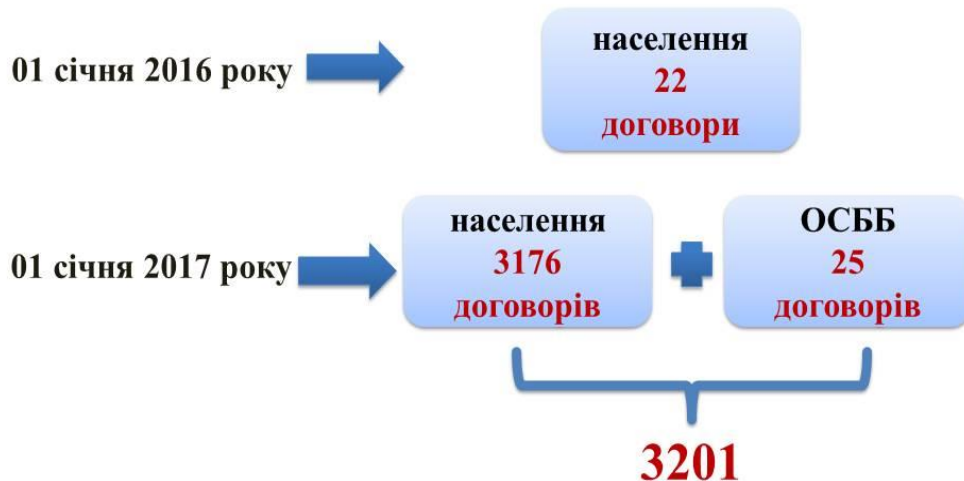 01 січня 2016 року
населення
22
договори
01 січня 2017 року
населення
3176
договорів
ОСББ
25
договорів
3201